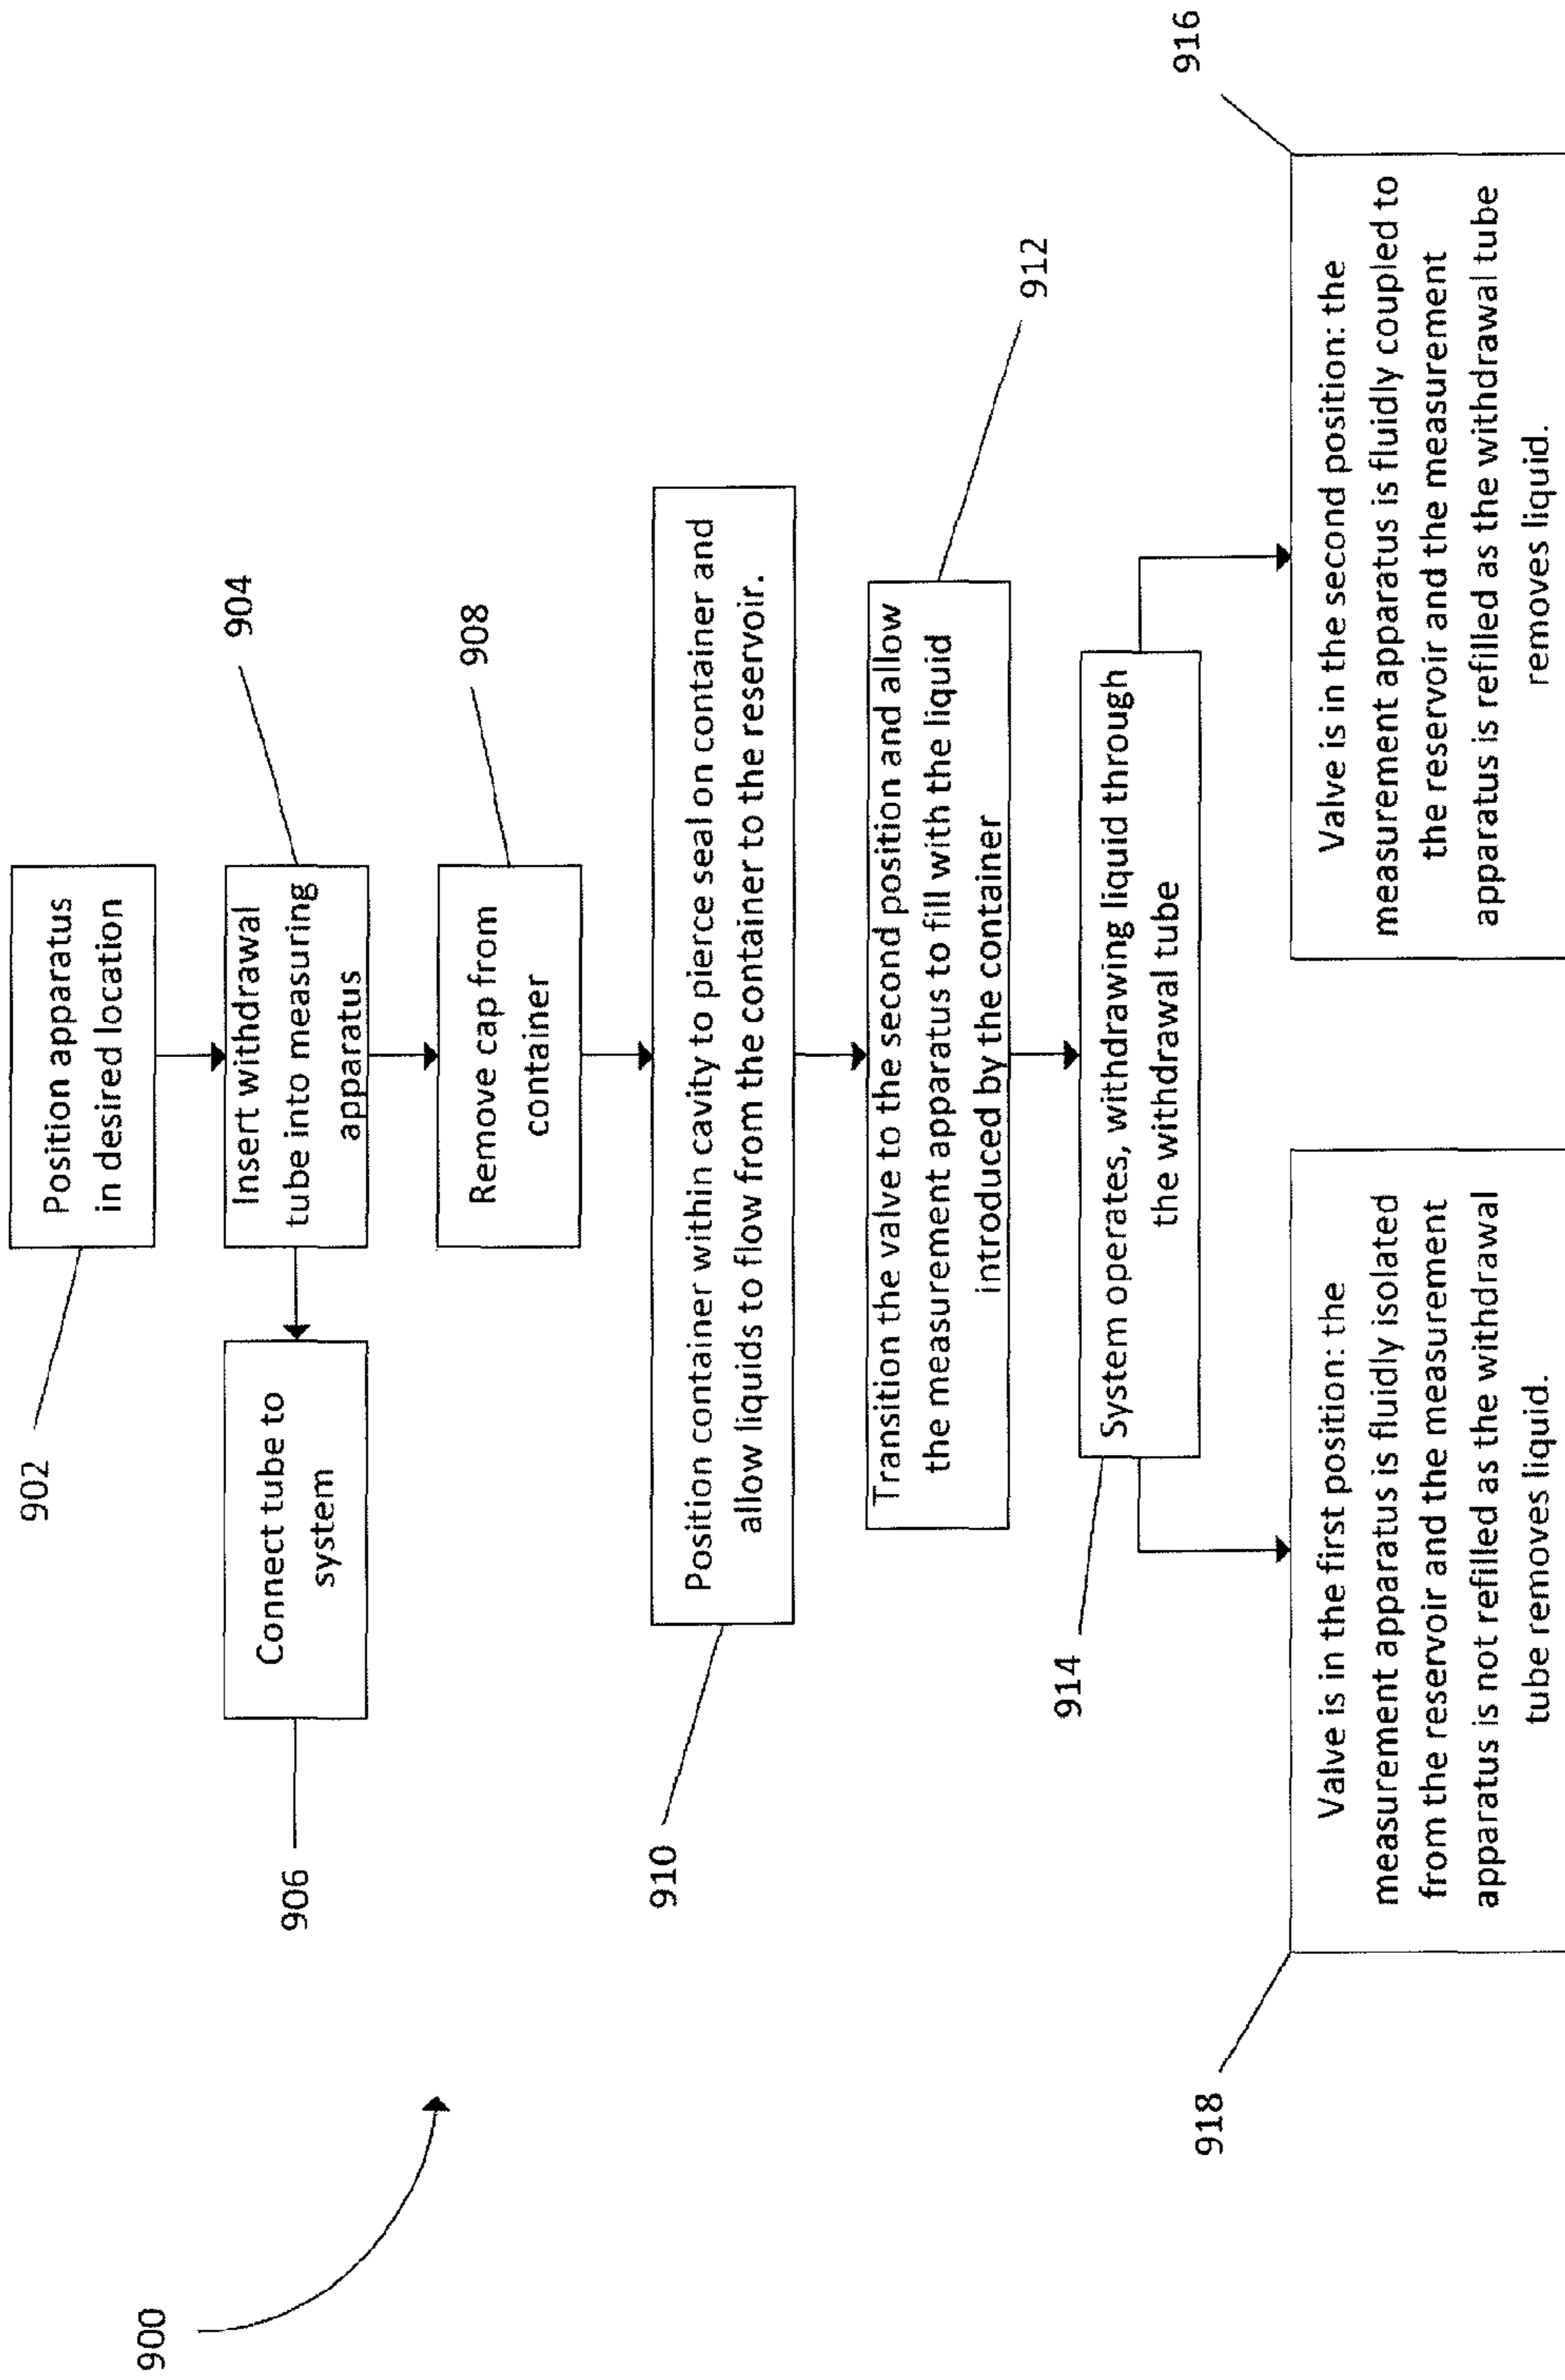 900
902
Position apparatus
in desired location
904
Insert withdrawal
tube into measuring
apparatus
906
Connect tube to
system
908
Remove cap from
container
910
Position container within cavity to pierce seal on container and
allow liquids to flow from the container to the reservoir.
912
Transition the valve to the second position and allow
the measurement apparatus to fill with the liquid
introduced by the container
914
System operates, withdrawing liquid through
the withdrawal tube
918
Valve is in the first position: the
measurement apparatus is fluidly isolated
from the reservoir and the measurement
apparatus is not refilled as the withdrawal
tube removes liquid.
916
Valve is in the second position: the
measurement apparatus is fluidly coupled to
the reservoir and the measurement
apparatus is refilled as the withdrawal tube
removes liquid.